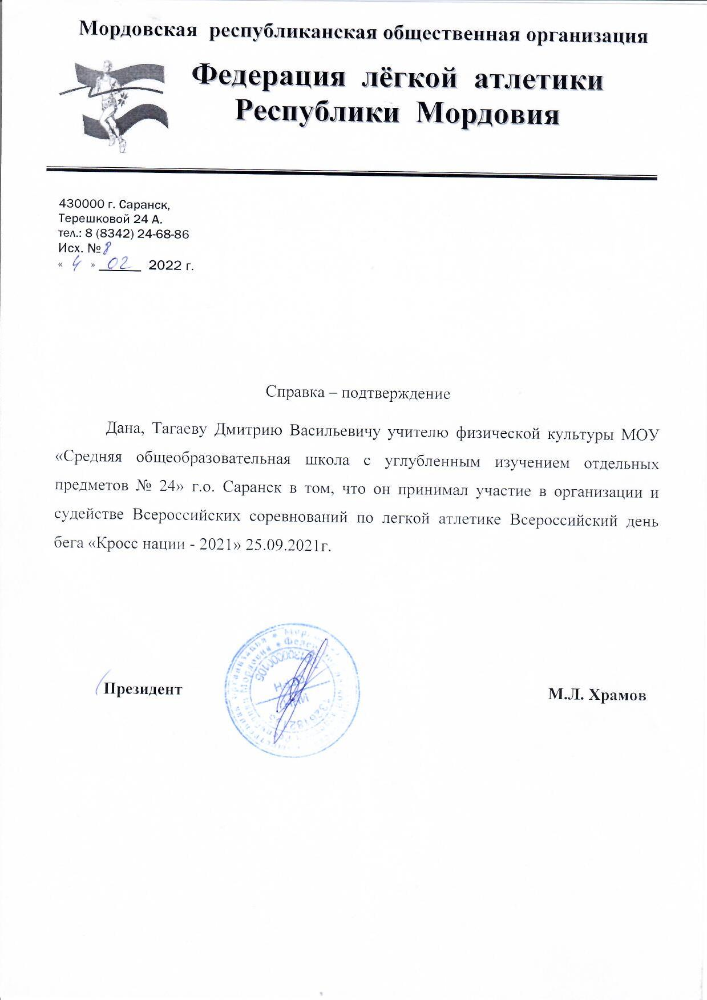 Мордовская республиканская общественная организация
Федерация лёгкой атлетики
Республики Мордовия
430000 г. Саранск,
Терешковой 24 А.
тел.: 8 (8342) 24-68-86
Исх. № 8
« 4 » 02 2022 г.
Справка – подтверждение
Дана, Тагаеву Дмитрию Васильевичу учителю физической культуры МОУ
«Средняя общеобразовательная школа с углубленным изучением отдельных
предметов № 24» г.о. Саранск в том, что он принимал участие в организации и
судействе Всероссийских соревнований по легкой атлетике Всероссийский день
бега «Кросс нации - 2021» 25.09.2021г.
Президент
М.Л. Храмов